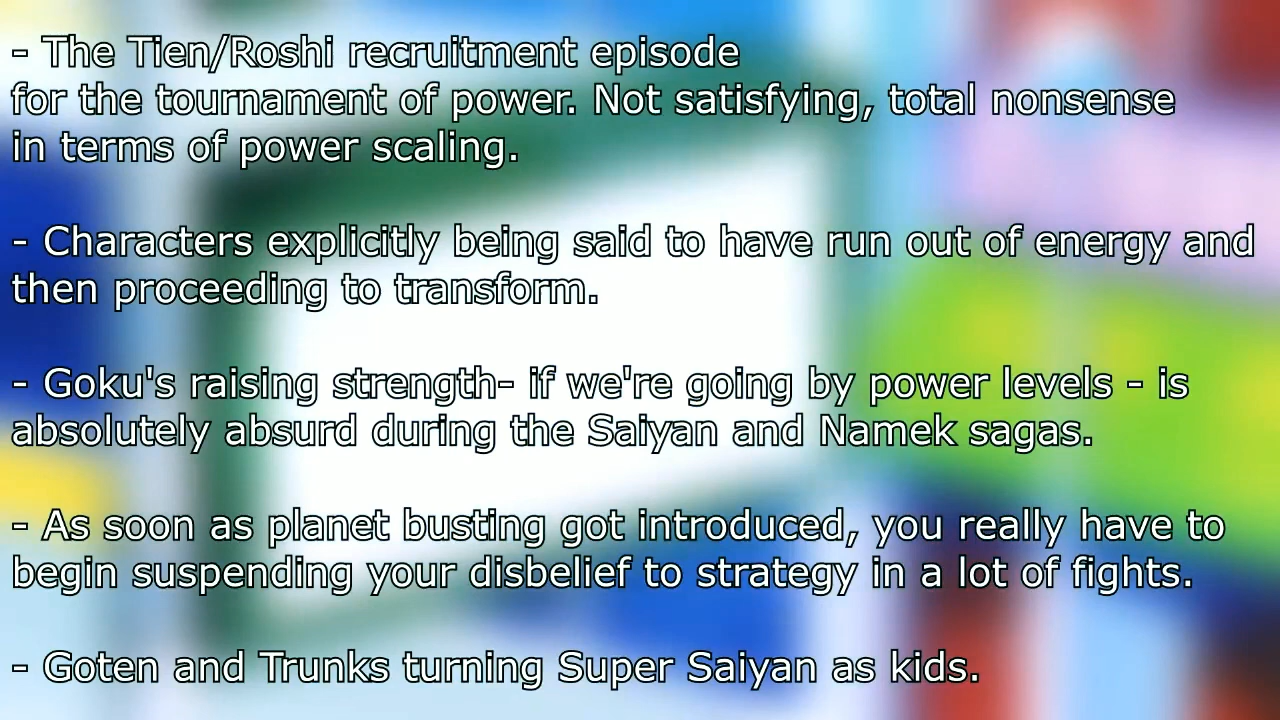 - The Tien/Roshi recruitment episode
for the tournament of power. Not satisfying, total nonsense
in terms of power scaling.
- Characters explicitly being said to have run out of energy and
then proceeding to transform.
- Goku's raising strength- if we're going by power levels - is
absolutely absurd during the Saiyan and Namek sagas.
- As soon as planet busting got introduced, you really have to
begin suspending your disbelief to strategy in a lot of fights.
- Goten and Trunks turning Super Saiyan as kids.